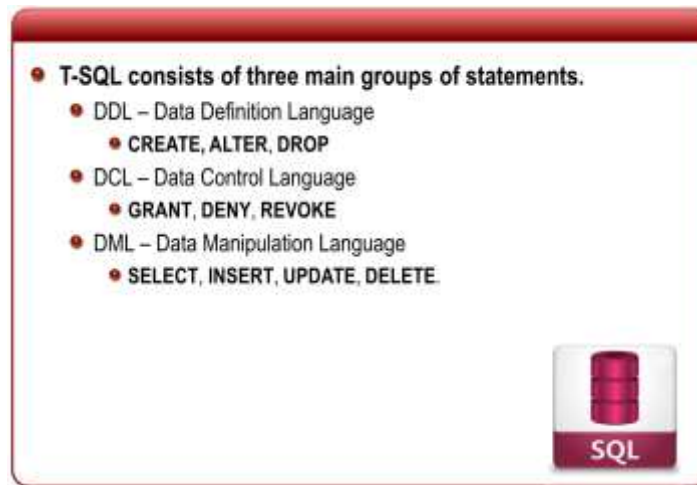 T-SQL consists of three main groups of statements.
DDL – Data Definition Language
CREATE, ALTER, DROP
DCL – Data Control Language
GRANT, DENY, REVOKE
DML – Data Manipulation Language
SELECT, INSERT, UPDATE, DELETE.
SQL